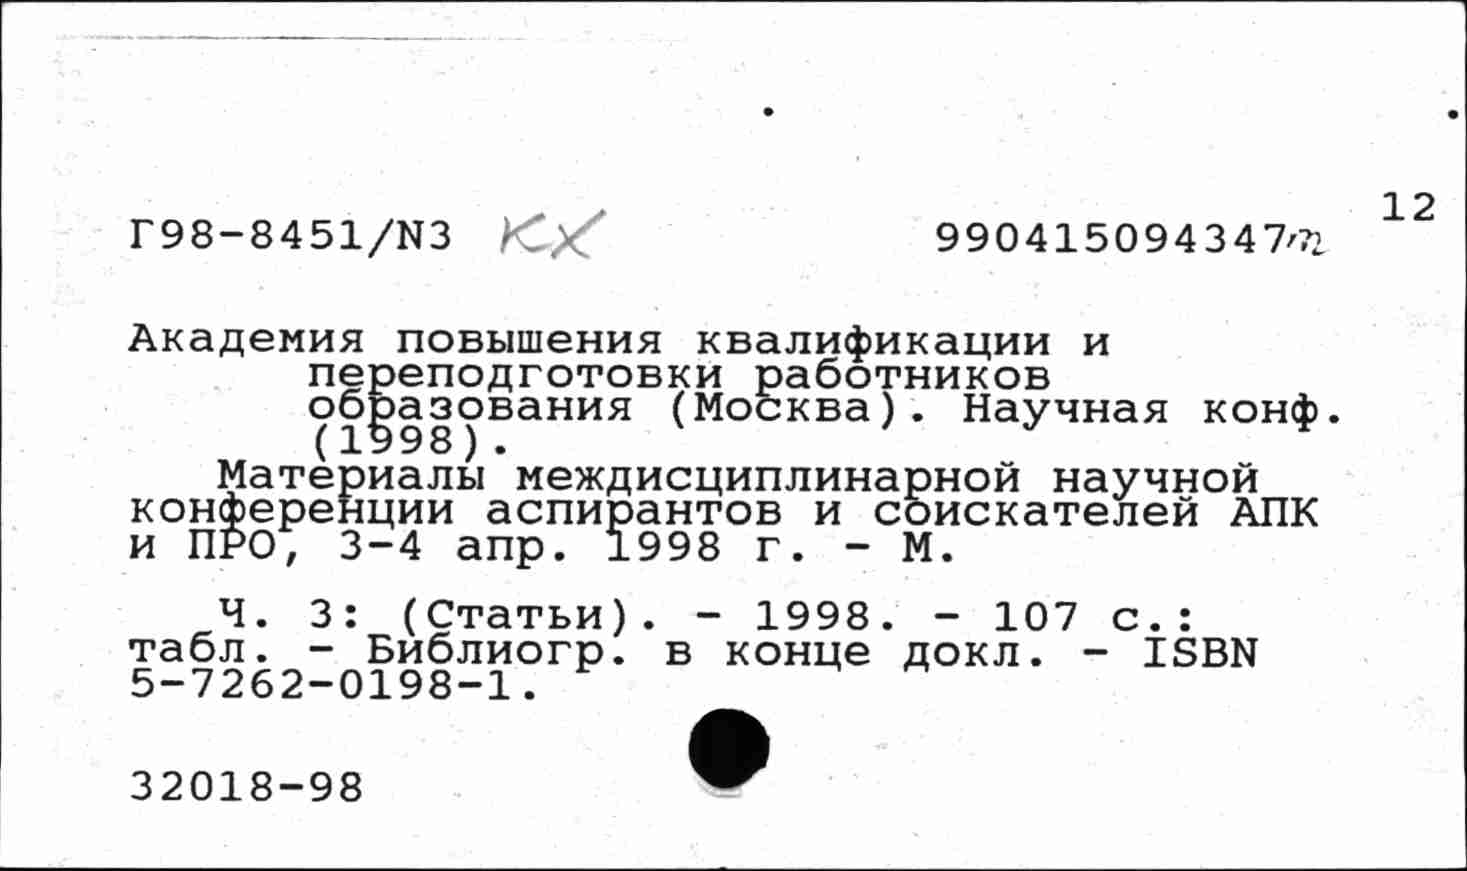 12
Г98-8451/N3 КХ 990415094347m
Академия повышения квалификации и
переподготовки работников
образования (Москва). Научная конф.
(1998).
Материалы междисциплинарной научной
конференции аспирантов и соискателей АПК
и ПРО, 3-4 апр. 1998 г. - М.
Ч. 3: (Статьи). - 1998. - 107 с.:
табл. - Библиогр. в конце докл. - ISBN
5-7262-0198-1.
32018-98